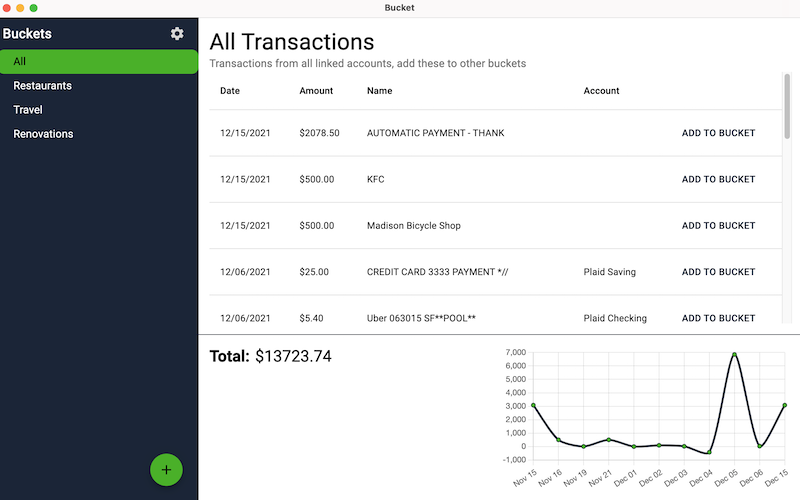 Bucket
Buckets
All
Restaurants
Travel
Renovations
+
All Transactions
Transactions from all linked accounts, add these to other buckets
Date Amount Name Account
12/15/2021 $2078.50 AUTOMATIC PAYMENT - THANK ADD TO BUCKET
12/15/2021 $500.00 KFC ADD TO BUCKET
12/15/2021 $500.00 Madison Bicycle Shop ADD TO BUCKET
12/06/2021 $25.00 CREDIT CARD 3333 PAYMENT *// Plaid Saving ADD TO BUCKET
12/06/2021 $5.40 Uber 063015 SF**POOL** Plaid Checking ADD TO BUCKET
Total: $13723.74
7,000
6,000
5,000
4,000
3,000
2,000
1,000
0
-1,000
Nov 15 Nov 16 Nov 19 Nov 21 Dec 01 Dec 02 Dec 03 Dec 04 Dec 05 Dec 06 Dec 15